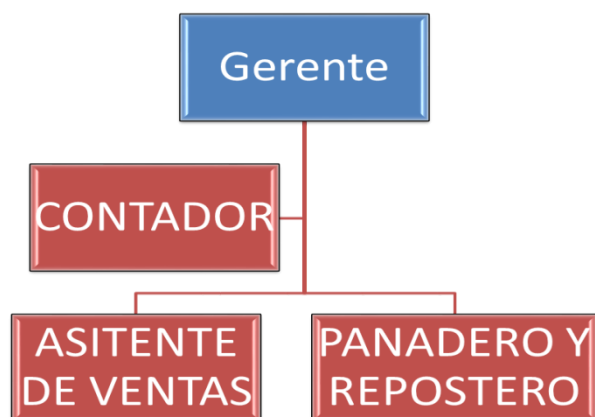 Gerente
CONTADOR
ASITENTE
DE VENTAS
PANADERO Y
REPOSTERO